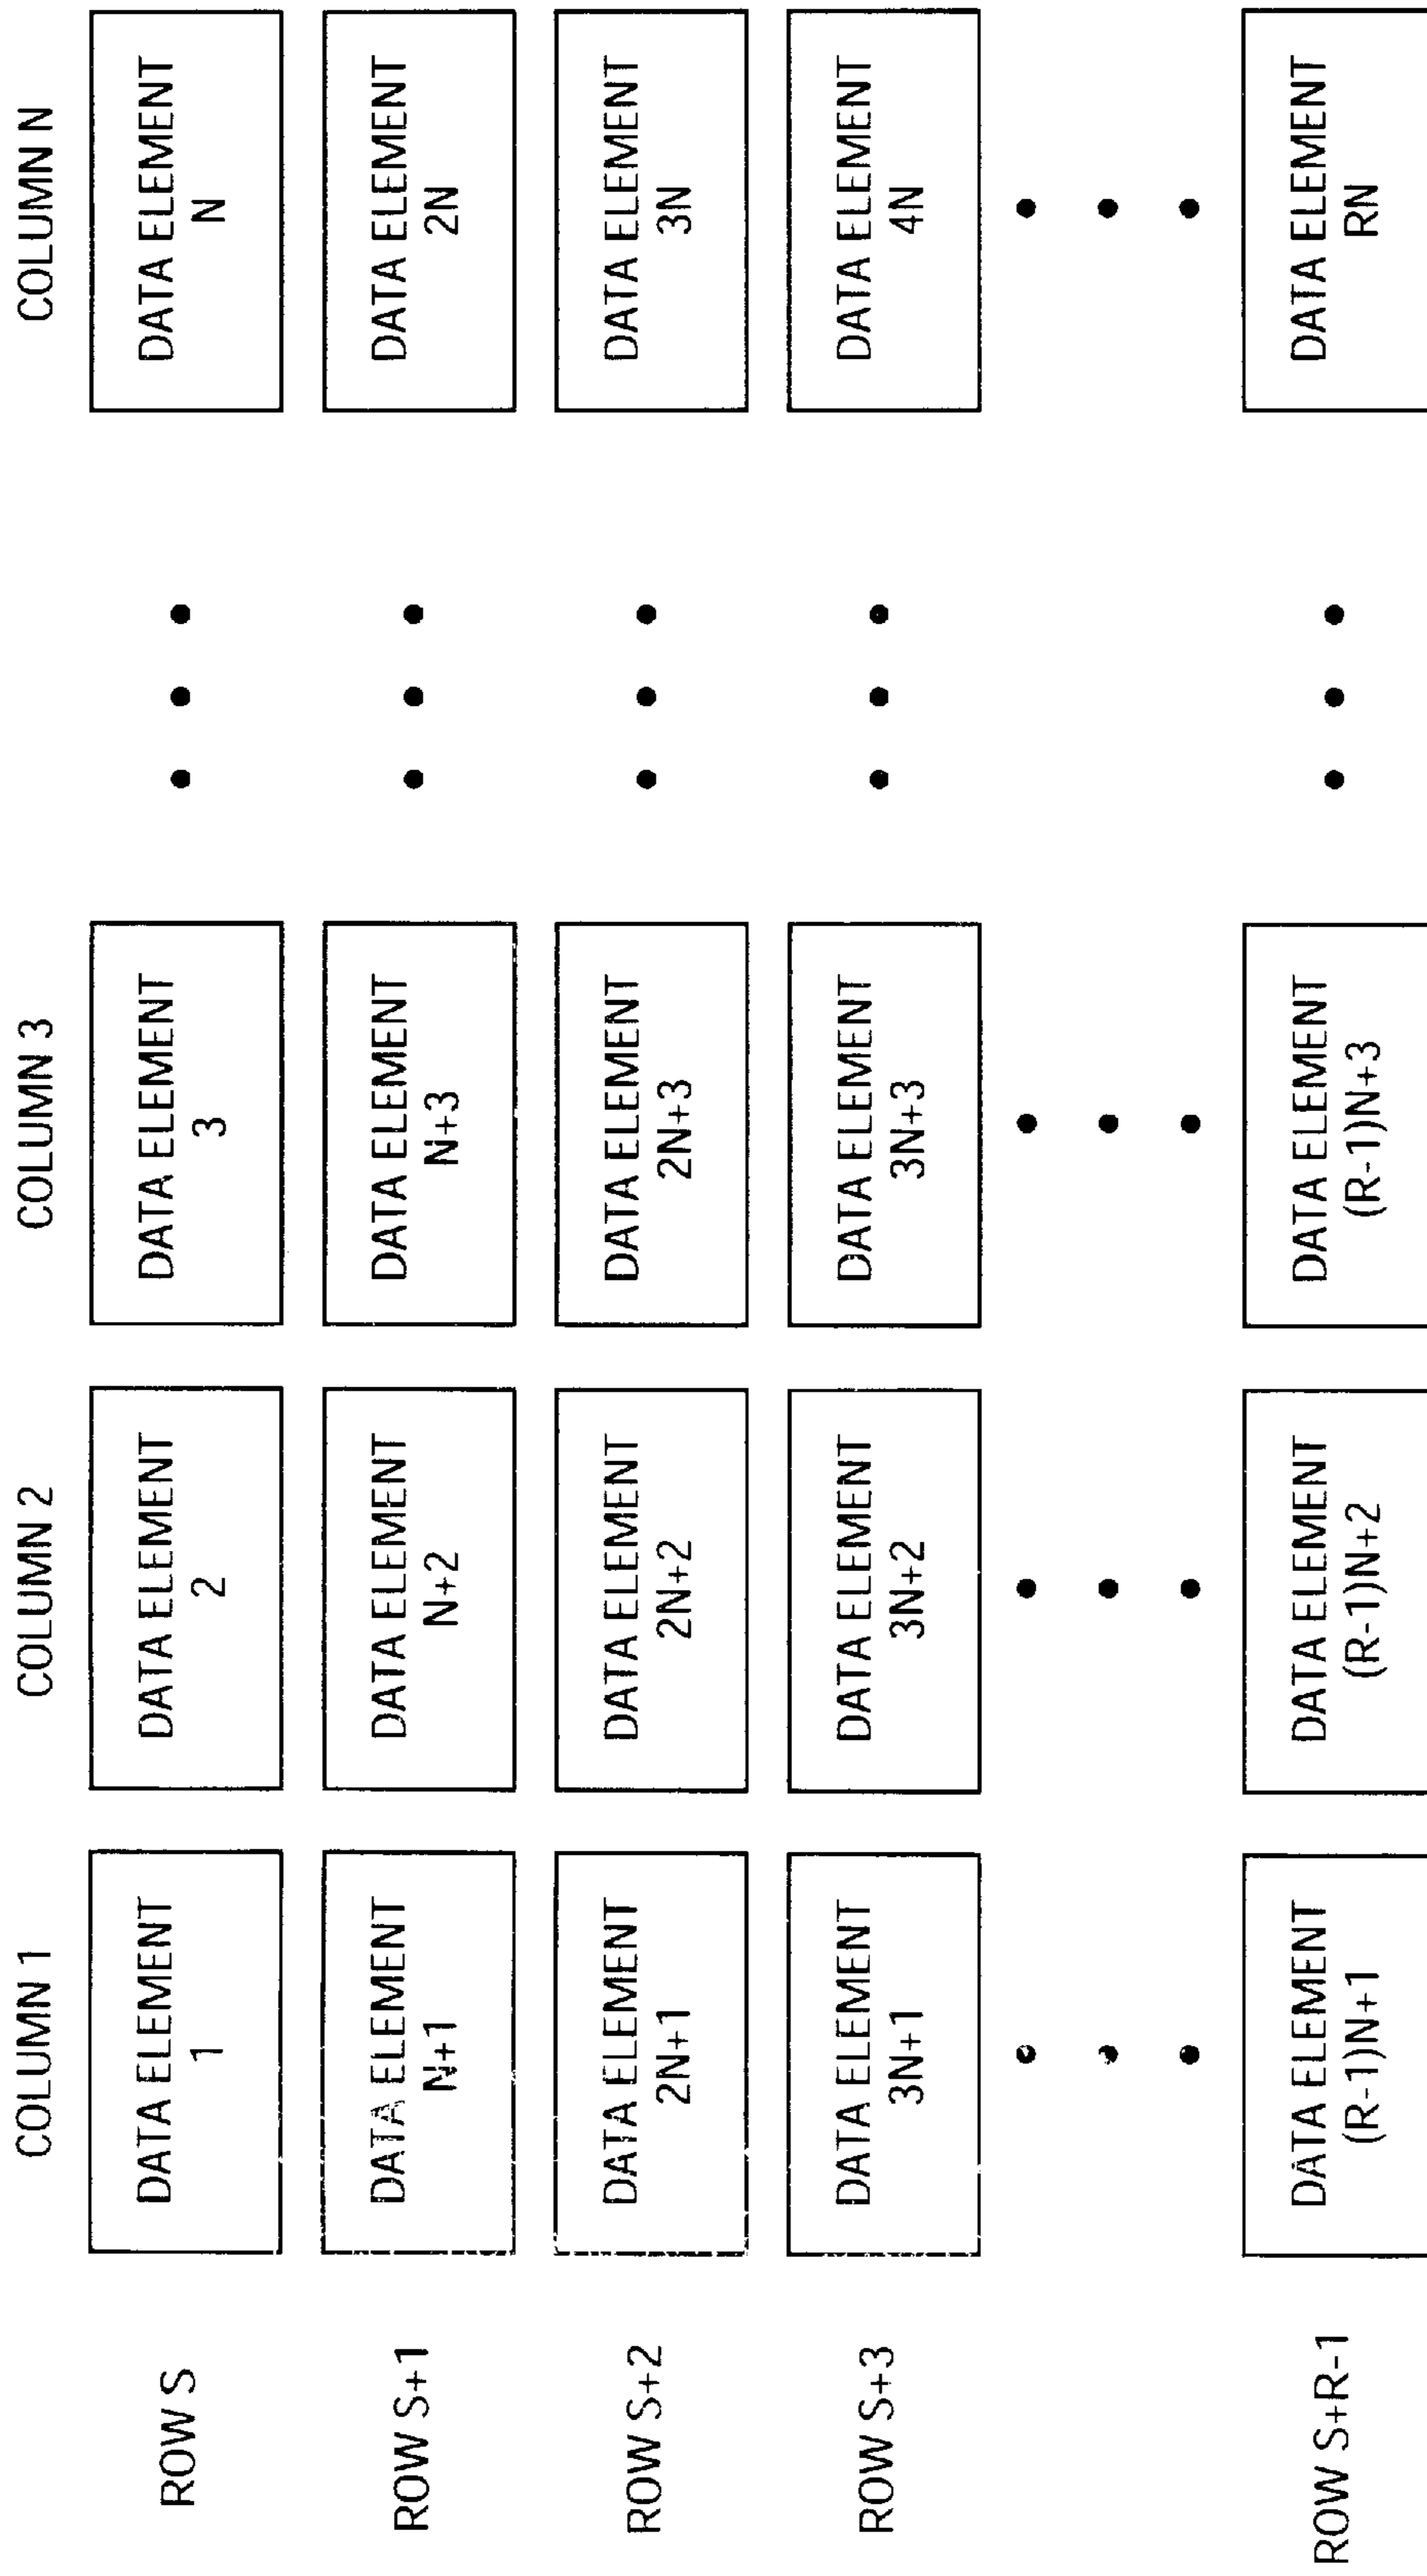 COLUMN 1
COLUMN 2
COLUMN 3
COLUMN N
ROW S
DATA ELEMENT
1
DATA ELEMENT
2
DATA ELEMENT
3
DATA ELEMENT
N
ROW S+1
DATA ELEMENT
N+1
DATA ELEMENT
N+2
DATA ELEMENT
N+3
DATA ELEMENT
2N
ROW S+2
DATA ELEMENT
2N+1
DATA ELEMENT
2N+2
DATA ELEMENT
2N+3
DATA ELEMENT
3N
ROW S+3
DATA ELEMENT
3N+1
DATA ELEMENT
3N+2
DATA ELEMENT
3N+3
DATA ELEMENT
4N
ROW S+R-1
DATA ELEMENT
(R-1)N+1
DATA ELEMENT
(R-1)N+2
DATA ELEMENT
(R-1)N+3
DATA ELEMENT
RN